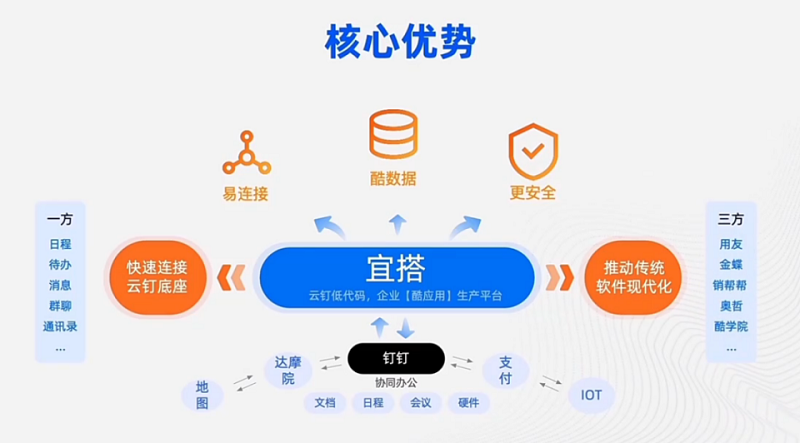 核心优势
易连接
酷数据
更安全
一方
日程
待办
消息
群聊
通讯录
...
快速连接
云钉底座
宜搭
云钉低代码，企业【酷应用】生产平台
推动传统
软件现代化
三方
用友
金蝶
销帮帮
奥哲
酷学院
...
钉钉
协同办公
地
图
达摩
院
支
付
IOT
文档
日程
会议
硬件